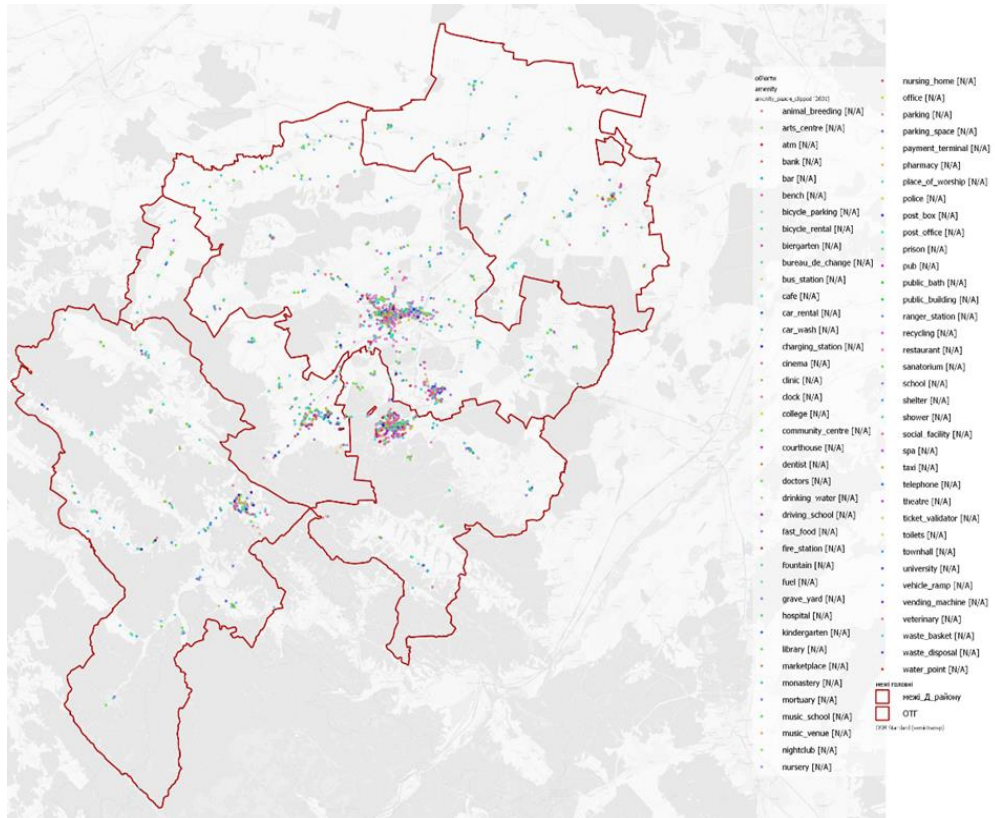 об'єкти
amenity
animal_breeding [N/A]
arts_centre [N/A]
atm [N/A]
bank [N/A]
bar [N/A]
bench [N/A]
bicycle_parking [N/A]
bicycle_rental [N/A]
biergarten [N/A]
bureau_de_change [N/A]
bus_station [N/A]
cafe [N/A]
car_rental [N/A]
car_wash [N/A]
charging_station [N/A]
cinema [N/A]
clinic [N/A]
clock [N/A]
college [N/A]
community_centre [N/A]
courthouse [N/A]
dentist [N/A]
doctors [N/A]
drinking_water [N/A]
driving_school [N/A]
fast_food [N/A]
fire_station [N/A]
fountain [N/A]
fuel [N/A]
grave_yard [N/A]
hospital [N/A]
kindergarten [N/A]
library [N/A]
marketplace [N/A]
monastery [N/A]
mortuary [N/A]
music_school [N/A]
music_venue [N/A]
nightclub [N/A]
nursery [N/A]
nursing_home [N/A]
office [N/A]
parking [N/A]
parking_space [N/A]
payment_terminal [N/A]
pharmacy [N/A]
place_of_worship [N/A]
police [N/A]
post_box [N/A]
post_office [N/A]
prison [N/A]
pub [N/A]
public_bath [N/A]
public_building [N/A]
ranger_station [N/A]
recycling [N/A]
restaurant [N/A]
sanatorium [N/A]
school [N/A]
shelter [N/A]
shower [N/A]
social_facility [N/A]
spa [N/A]
taxi [N/A]
telephone [N/A]
theatre [N/A]
ticket_validator [N/A]
toilets [N/A]
townhall [N/A]
university [N/A]
vehicle_ramp [N/A]
vending_machine [N/A]
veterinary [N/A]
waste_basket [N/A]
waste_disposal [N/A]
water_point [N/A]
межі головні
межі_Д_району
ОТГ